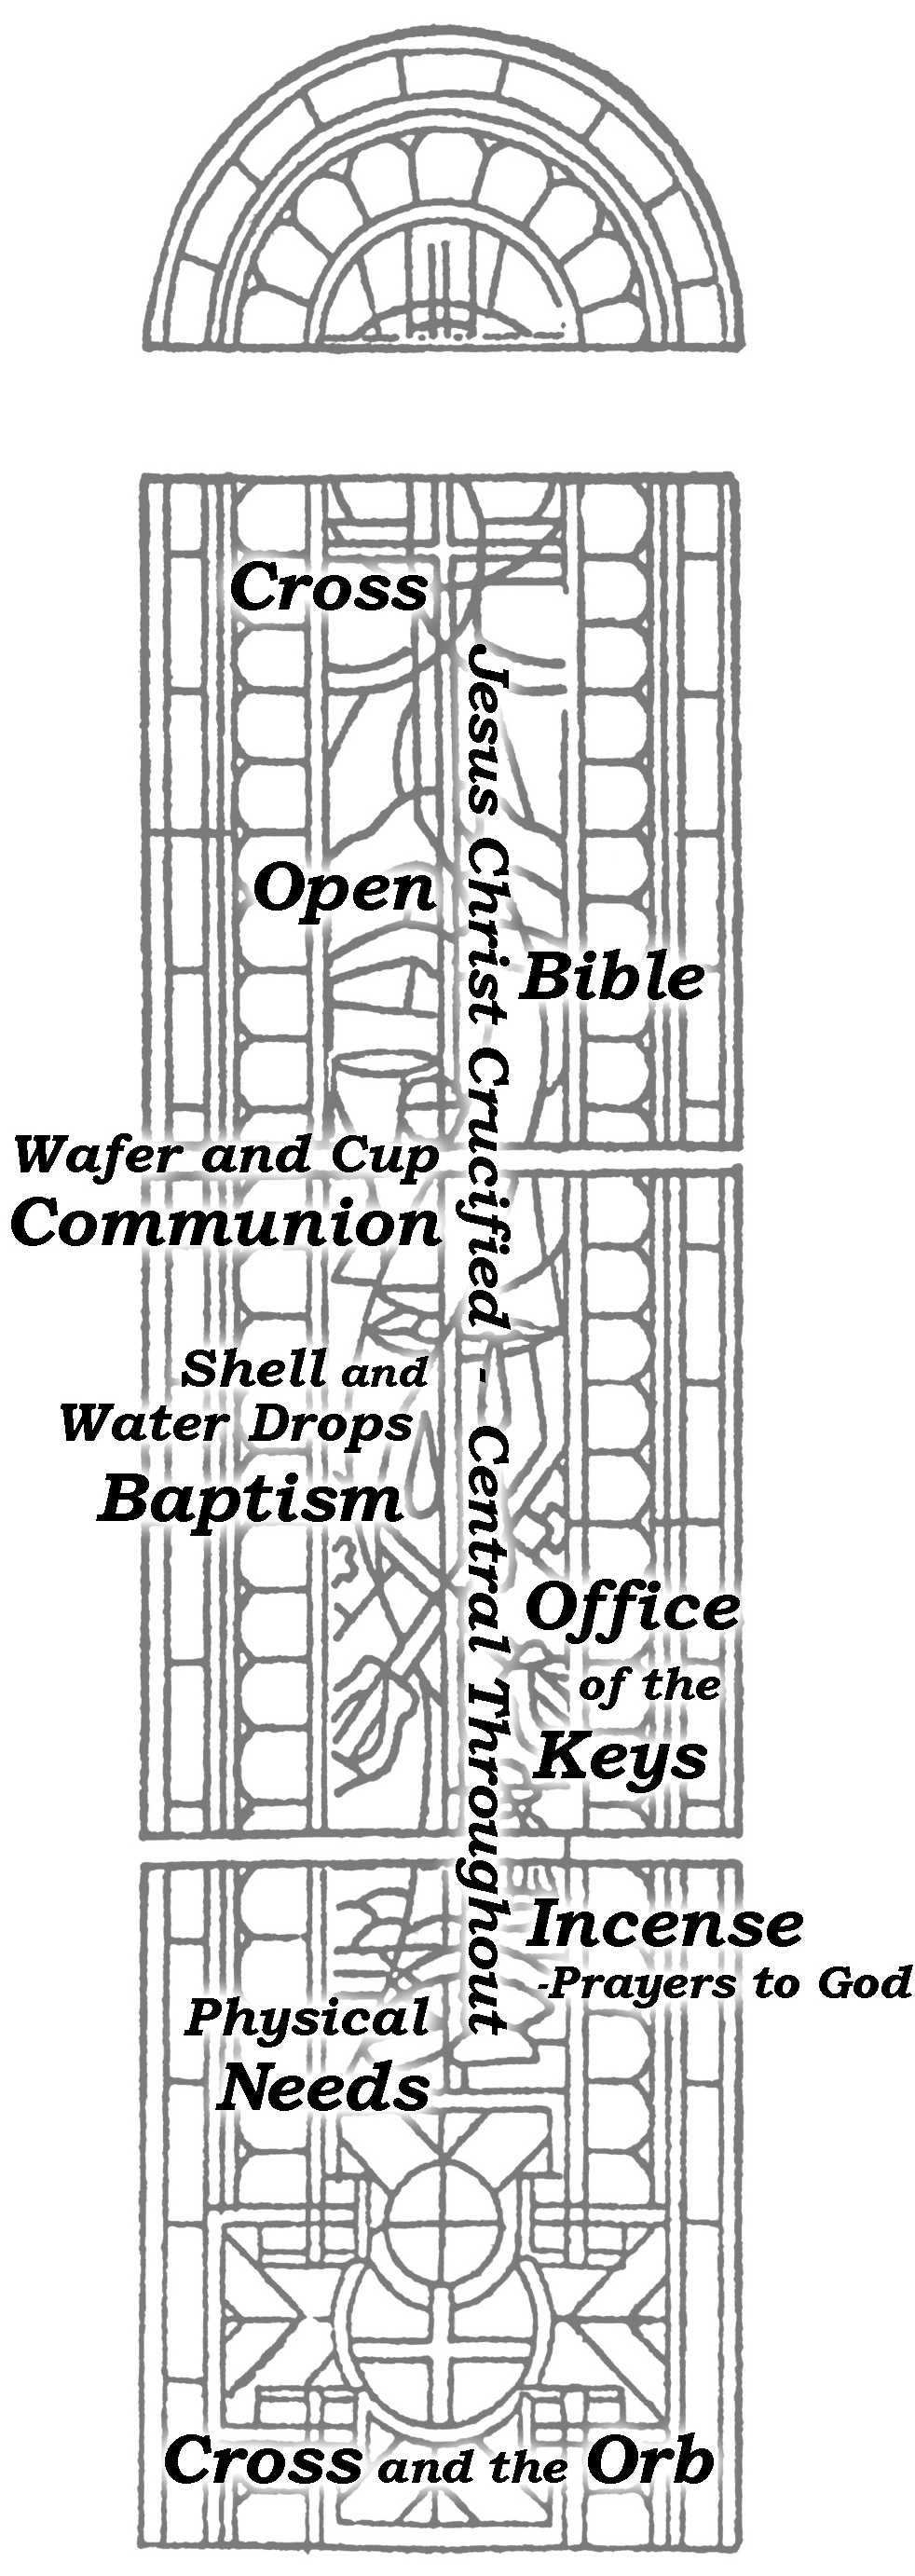 Cross
Jesus Christ Crucified - Central Throughout
Open
Bible
Wafer and Cup
Communion
Shell and
Water Drops
Baptism
Office
of the
Keys
Incense
-Prayers to God
Physical
Needs
Cross and the Orb